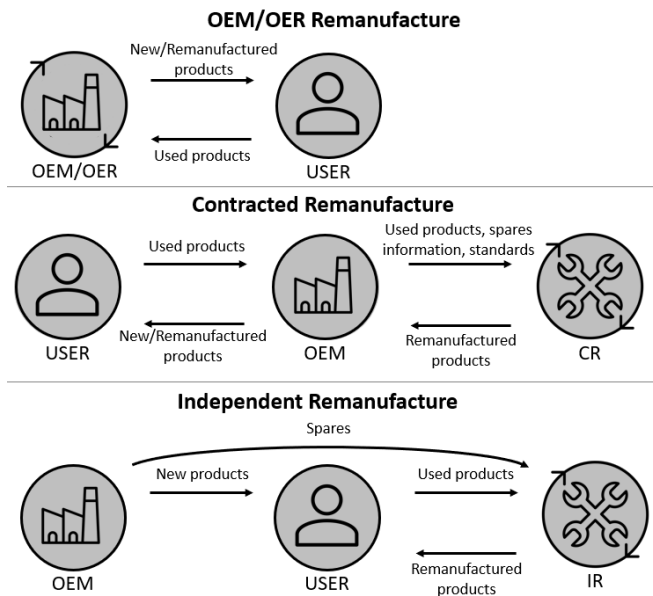 OEM/OER Remanufacture
New/Remanufactured
products
Used products
OEM/OER
USER
Contracted Remanufacture
Used products
Used products, spares
information, standards
New/Remanufactured
products
Remanufactured
products
USER
OEM
CR
Independent Remanufacture
Spares
New products
Used products
Remanufactured
products
OEM
USER
IR